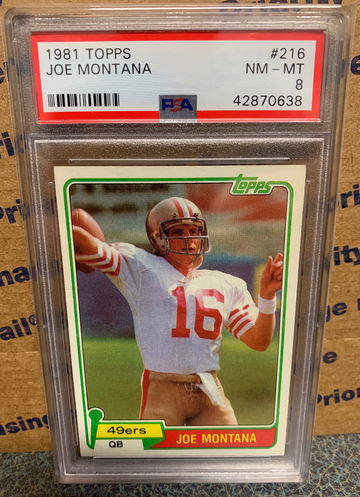 1981 TOPPS #216
JOE MONTANA NM – MT
8
PSA 42870638
Topps
16
49ers
QB
JOE MONTANA